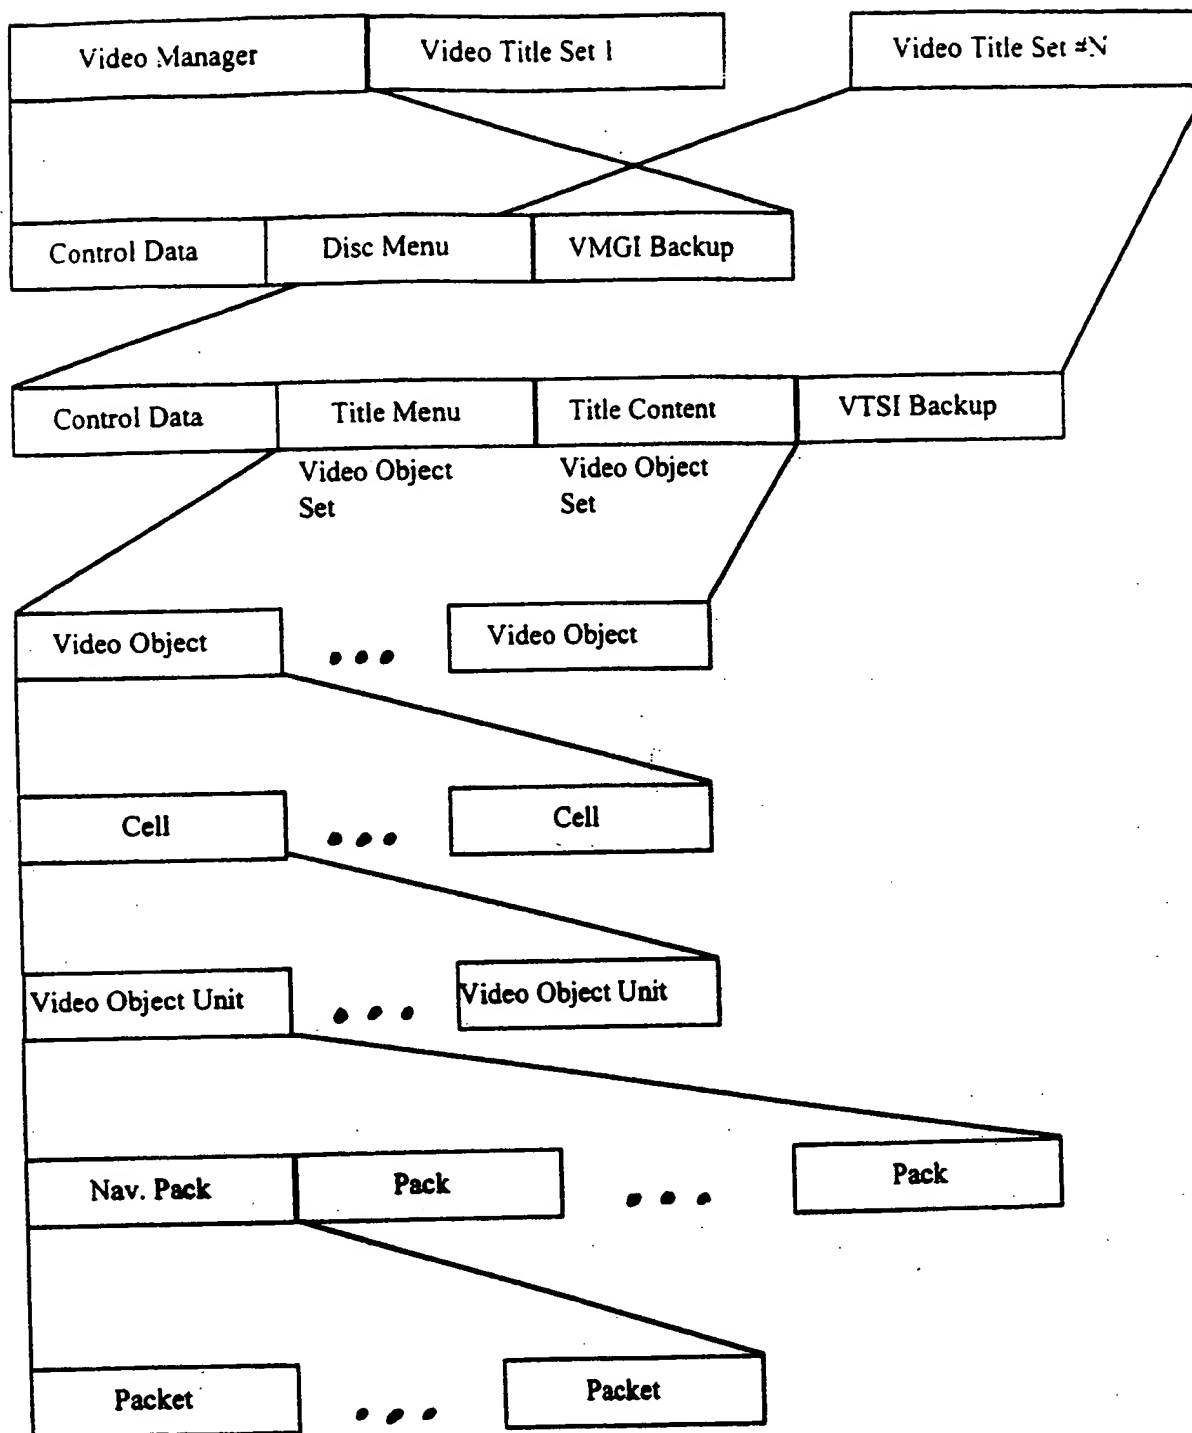 Video Manager
Video Title Set 1
Video Title Set #N
Control Data
Disc Menu
VMGI Backup
Control Data
Title Menu
Title Content
VTSI Backup
Video Object
Set
Video Object
Set
Video Object
Video Object
Cell
Cell
Video Object Unit
Video Object Unit
Nav. Pack
Pack
Pack
Packet
Packet